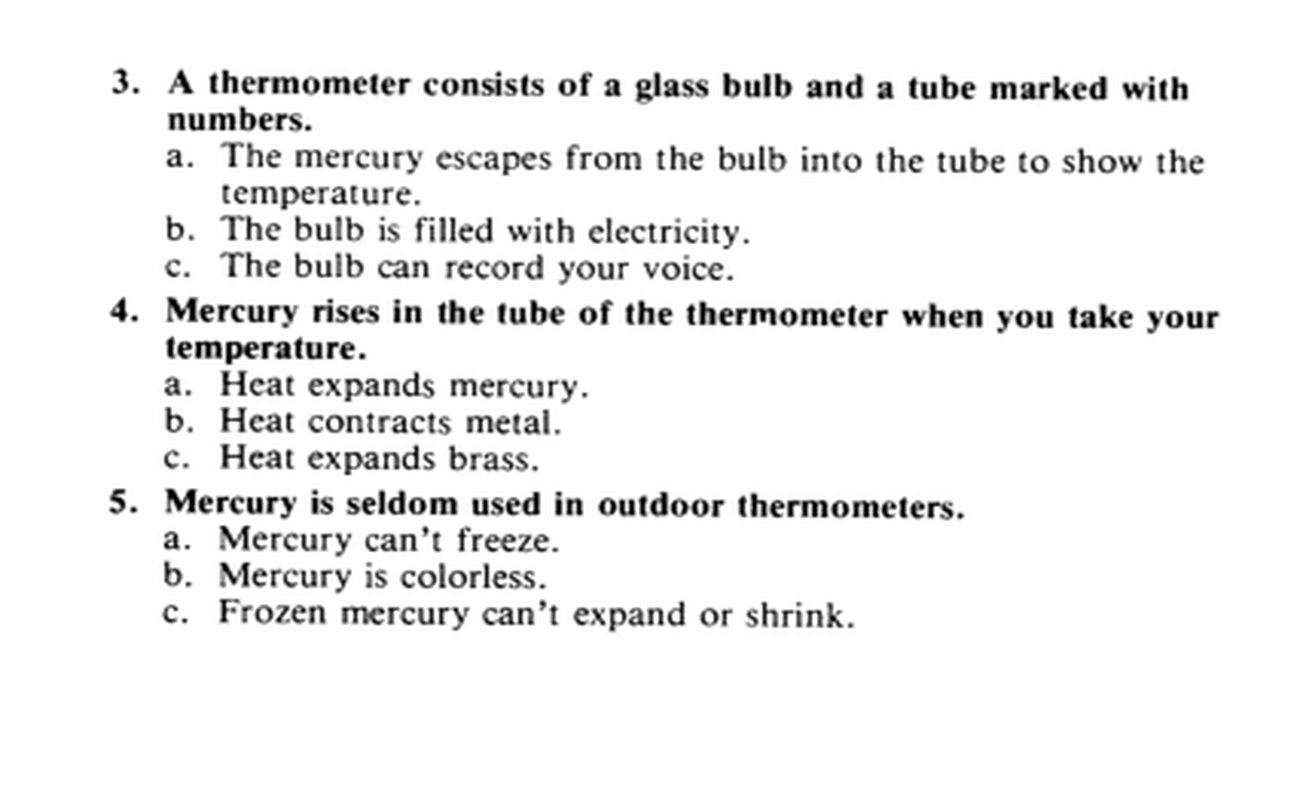 3. A thermometer consists of a glass bulb and a tube marked with
numbers.
a. The mercury escapes from the bulb into the tube to show the
temperature.
b. The bulb is filled with electricity.
c. The bulb can record your voice.
4. Mercury rises in the tube of the thermometer when you take your
temperature.
a. Heat expands mercury.
b. Heat contracts metal.
c. Heat expands brass.
5. Mercury is seldom used in outdoor thermometers.
a. Mercury can't freeze.
b. Mercury is colorless.
c. Frozen mercury can't expand or shrink.